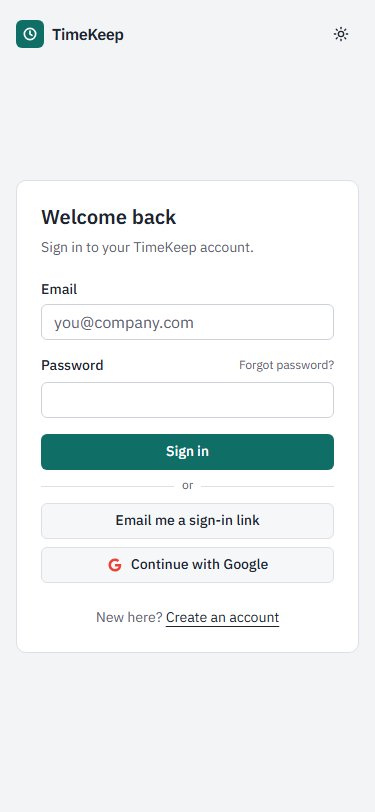 TimeKeep
Welcome back
Sign in to your TimeKeep account.
Email
you@company.com
Password Forgot password?
Sign in
or
Email me a sign-in link
Continue with Google
New here? Create an account